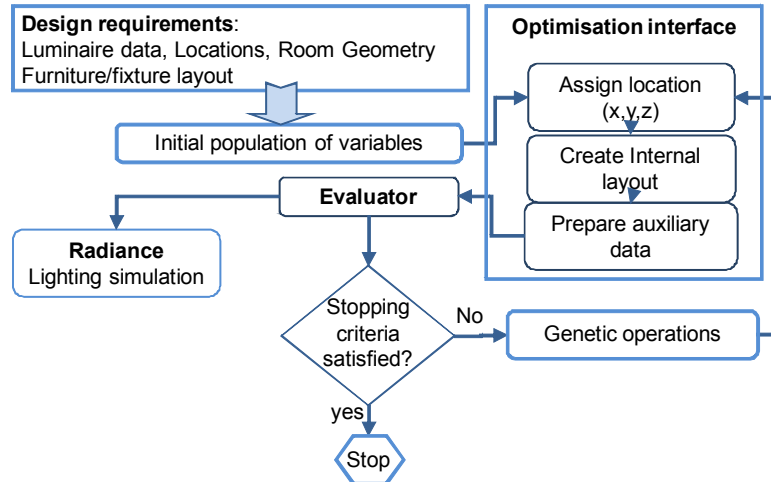 Design requirements:
Luminaire data, Locations, Room Geometry
Furniture/fixture layout
Initial population of variables
Optimisation interface
Assign location
(x,y,z)
Create Internal
layout
Prepare auxiliary
data
Evaluator
Radiance
Lighting simulation
Stopping
criteria
satisfied?
No
Genetic operations
yes
Stop